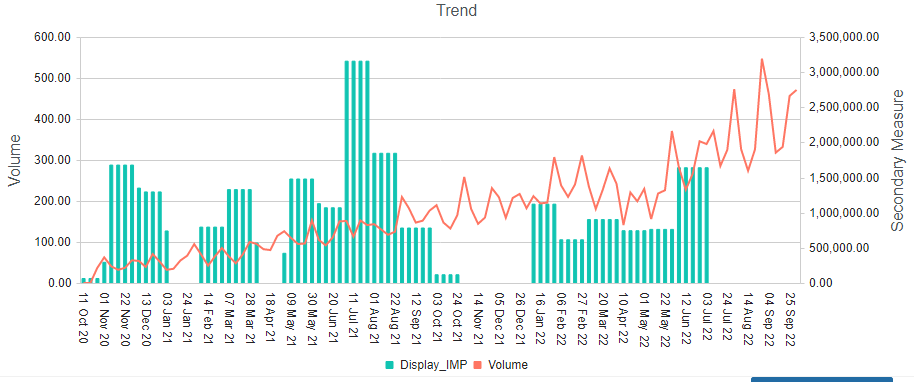 Trend
600.00
500.00
400.00
300.00
200.00
100.00
0.00
Volume
3,500,000.00
3,000,000.00
2,500,000.00
2,000,000.00
1,500,000.00
1,000,000.00
500,000.00
0.00
Secondary Measure
11 Oct 20
01 Nov 20
22 Nov 20
13 Dec 20
03 Jan 21
24 Jan 21
14 Feb 21
07 Mar 21
28 Mar 21
18 Apr 21
09 May 21
30 May 21
20 Jun 21
11 Jul 21
01 Aug 21
22 Aug 21
12 Sep 21
03 Oct 21
24 Oct 21
14 Nov 21
05 Dec 21
26 Dec 21
16 Jan 22
06 Feb 22
27 Feb 22
20 Mar 22
10 Apr 22
01 May 22
22 May 22
12 Jun 22
03 Jul 22
24 Jul 22
14 Aug 22
04 Sep 22
25 Sep 22
Display_IMP Volume